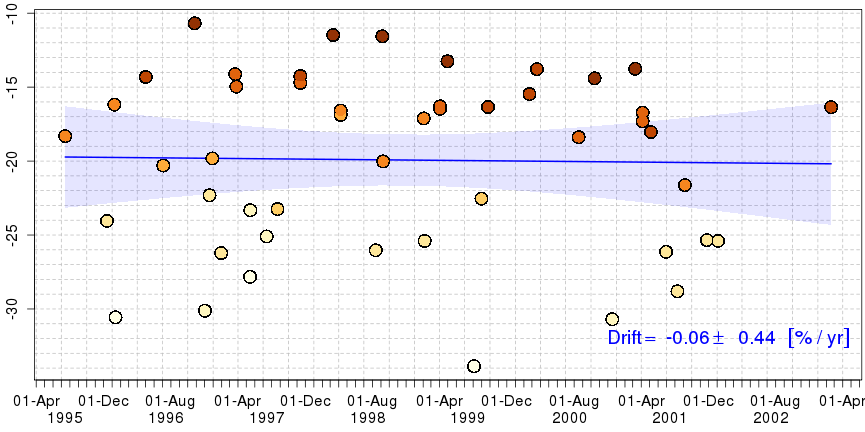 -10
-15
-20
-25
-30
Drift= -0.06± 0.44 [%/yr]
01-Apr 01-Dec 01-Aug 01-Apr 01-Dec 01-Aug 01-Apr 01-Dec 01-Aug 01-Apr 01-Dec 01-Aug 01-Apr
1995 1996 1997 1998 1999 2000 2001 2002